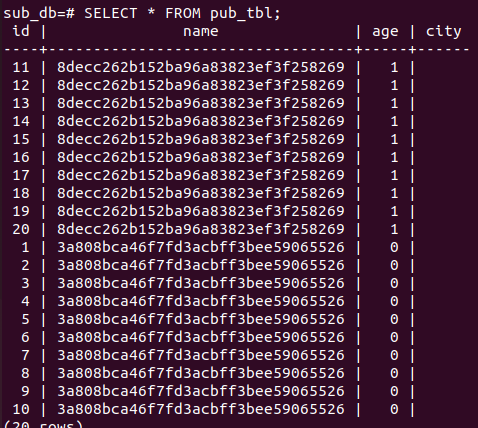 sub_db=# SELECT * FROM pub_tbl;
 id |               name               | age | city
----+----------------------------------+-----+------
 11 | 8decc262b152ba96a83823ef3f258269 |   1 |
 12 | 8decc262b152ba96a83823ef3f258269 |   1 |
 13 | 8decc262b152ba96a83823ef3f258269 |   1 |
 14 | 8decc262b152ba96a83823ef3f258269 |   1 |
 15 | 8decc262b152ba96a83823ef3f258269 |   1 |
 16 | 8decc262b152ba96a83823ef3f258269 |   1 |
 17 | 8decc262b152ba96a83823ef3f258269 |   1 |
 18 | 8decc262b152ba96a83823ef3f258269 |   1 |
 19 | 8decc262b152ba96a83823ef3f258269 |   1 |
 20 | 8decc262b152ba96a83823ef3f258269 |   1 |
  1 | 3a808bca46f7fd3acbff3bee59065526 |   0 |
  2 | 3a808bca46f7fd3acbff3bee59065526 |   0 |
  3 | 3a808bca46f7fd3acbff3bee59065526 |   0 |
  4 | 3a808bca46f7fd3acbff3bee59065526 |   0 |
  5 | 3a808bca46f7fd3acbff3bee59065526 |   0 |
  6 | 3a808bca46f7fd3acbff3bee59065526 |   0 |
  7 | 3a808bca46f7fd3acbff3bee59065526 |   0 |
  8 | 3a808bca46f7fd3acbff3bee59065526 |   0 |
  9 | 3a808bca46f7fd3acbff3bee59065526 |   0 |
 10 | 3a808bca46f7fd3acbff3bee59065526 |   0 |
(20 rows)